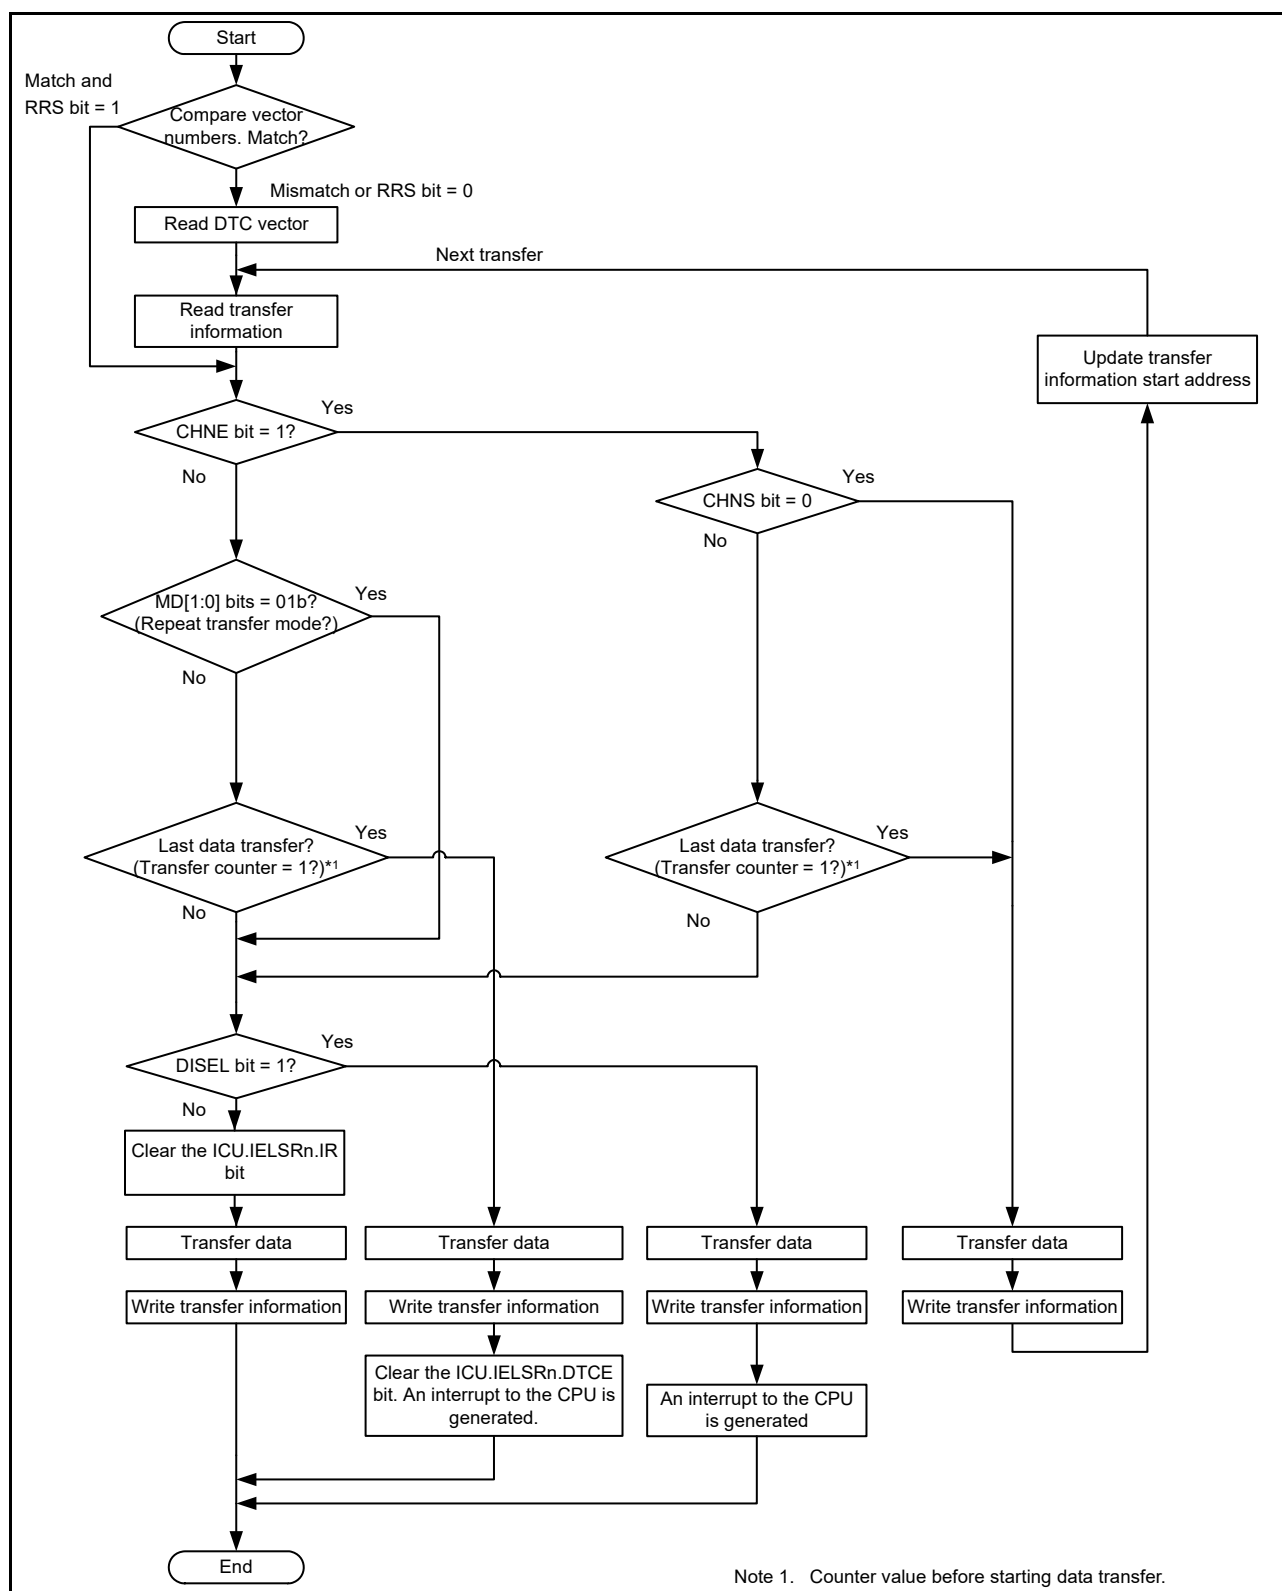 Start
Match and
RRS bit = 1
Compare vector
numbers. Match?
Mismatch or RRS bit = 0
Read DTC vector
Next transfer
Read transfer
information
Update transfer
information start address
Yes
CHNE bit = 1?
No
Yes
CHNS bit = 0
No
Yes
MD[1:0] bits = 01b?
(Repeat transfer mode?)
No
Yes
Last data transfer?
(Transfer counter = 1?)*1
No
Yes
Last data transfer?
(Transfer counter = 1?)*1
No
Yes
DISEL bit = 1?
No
Clear the ICU.IELSRn.IR
bit
Transfer data
Transfer data
Transfer data
Transfer data
Write transfer information
Write transfer information
Write transfer information
Write transfer information
Clear the ICU.IELSRn.DTCE
bit. An interrupt to the CPU is
generated.
An interrupt to the CPU
is generated
End
Note 1. Counter value before starting data transfer.